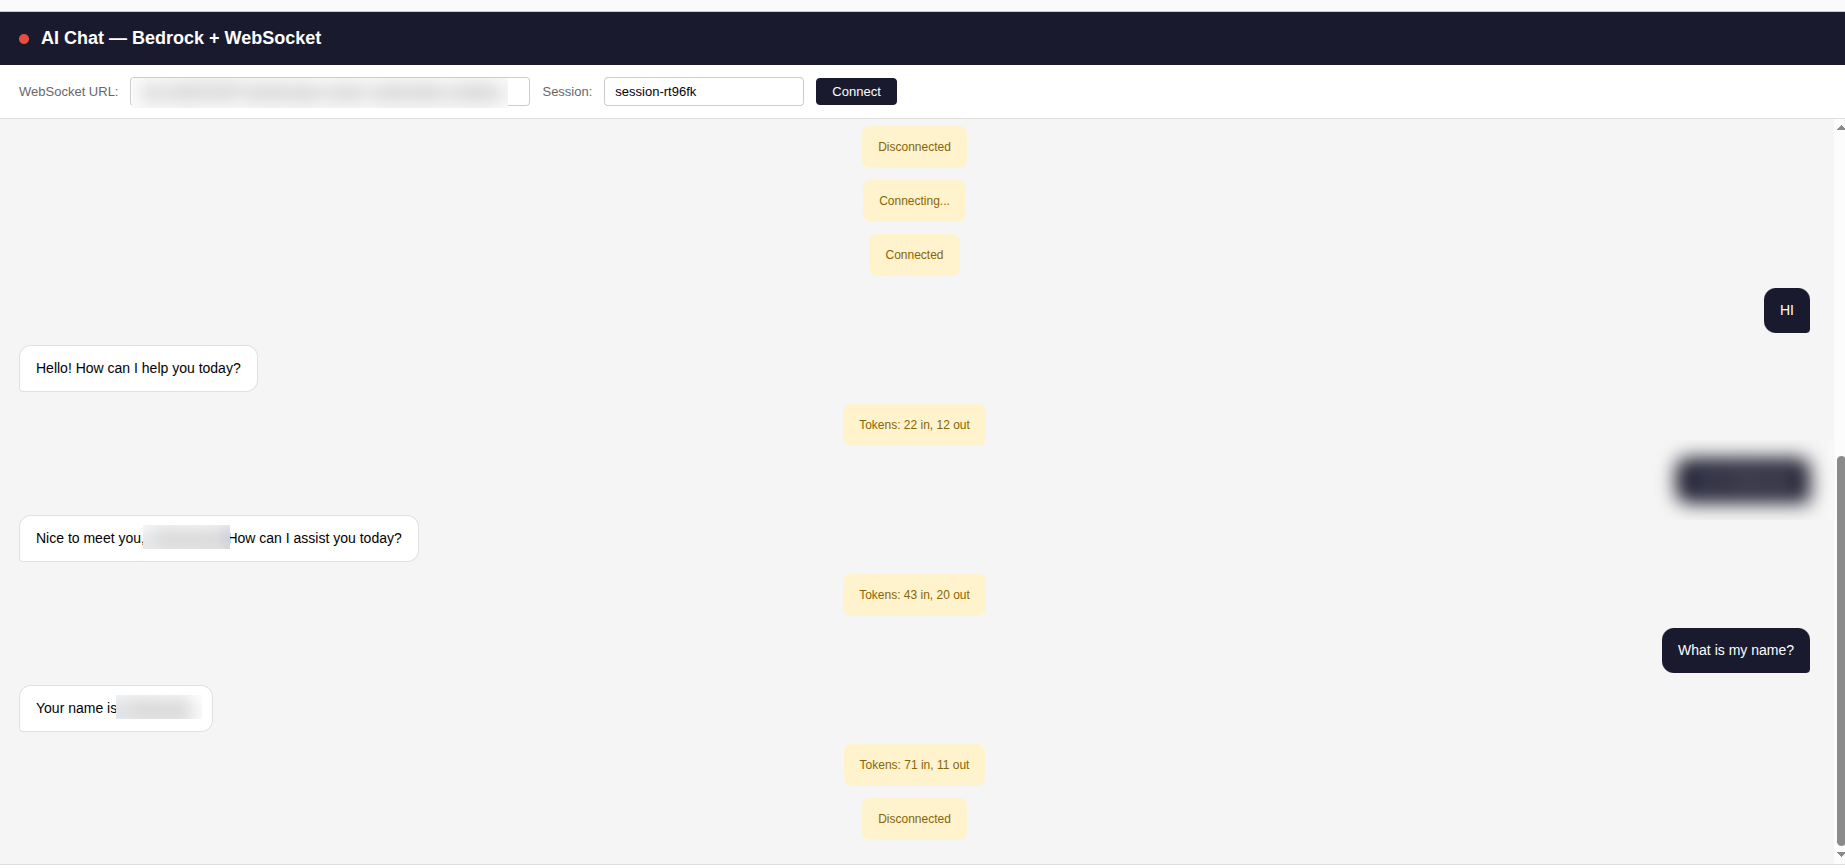 AI Chat — Bedrock + WebSocket
WebSocket URL: Session: session-rt96fk Connect
Disconnected
Connecting...
Connected
HI
Hello! How can I help you today?
Tokens: 22 in, 12 out
Nice to meet you, How can I assist you today?
Tokens: 43 in, 20 out
What is my name?
Your name is
Tokens: 71 in, 11 out
Disconnected